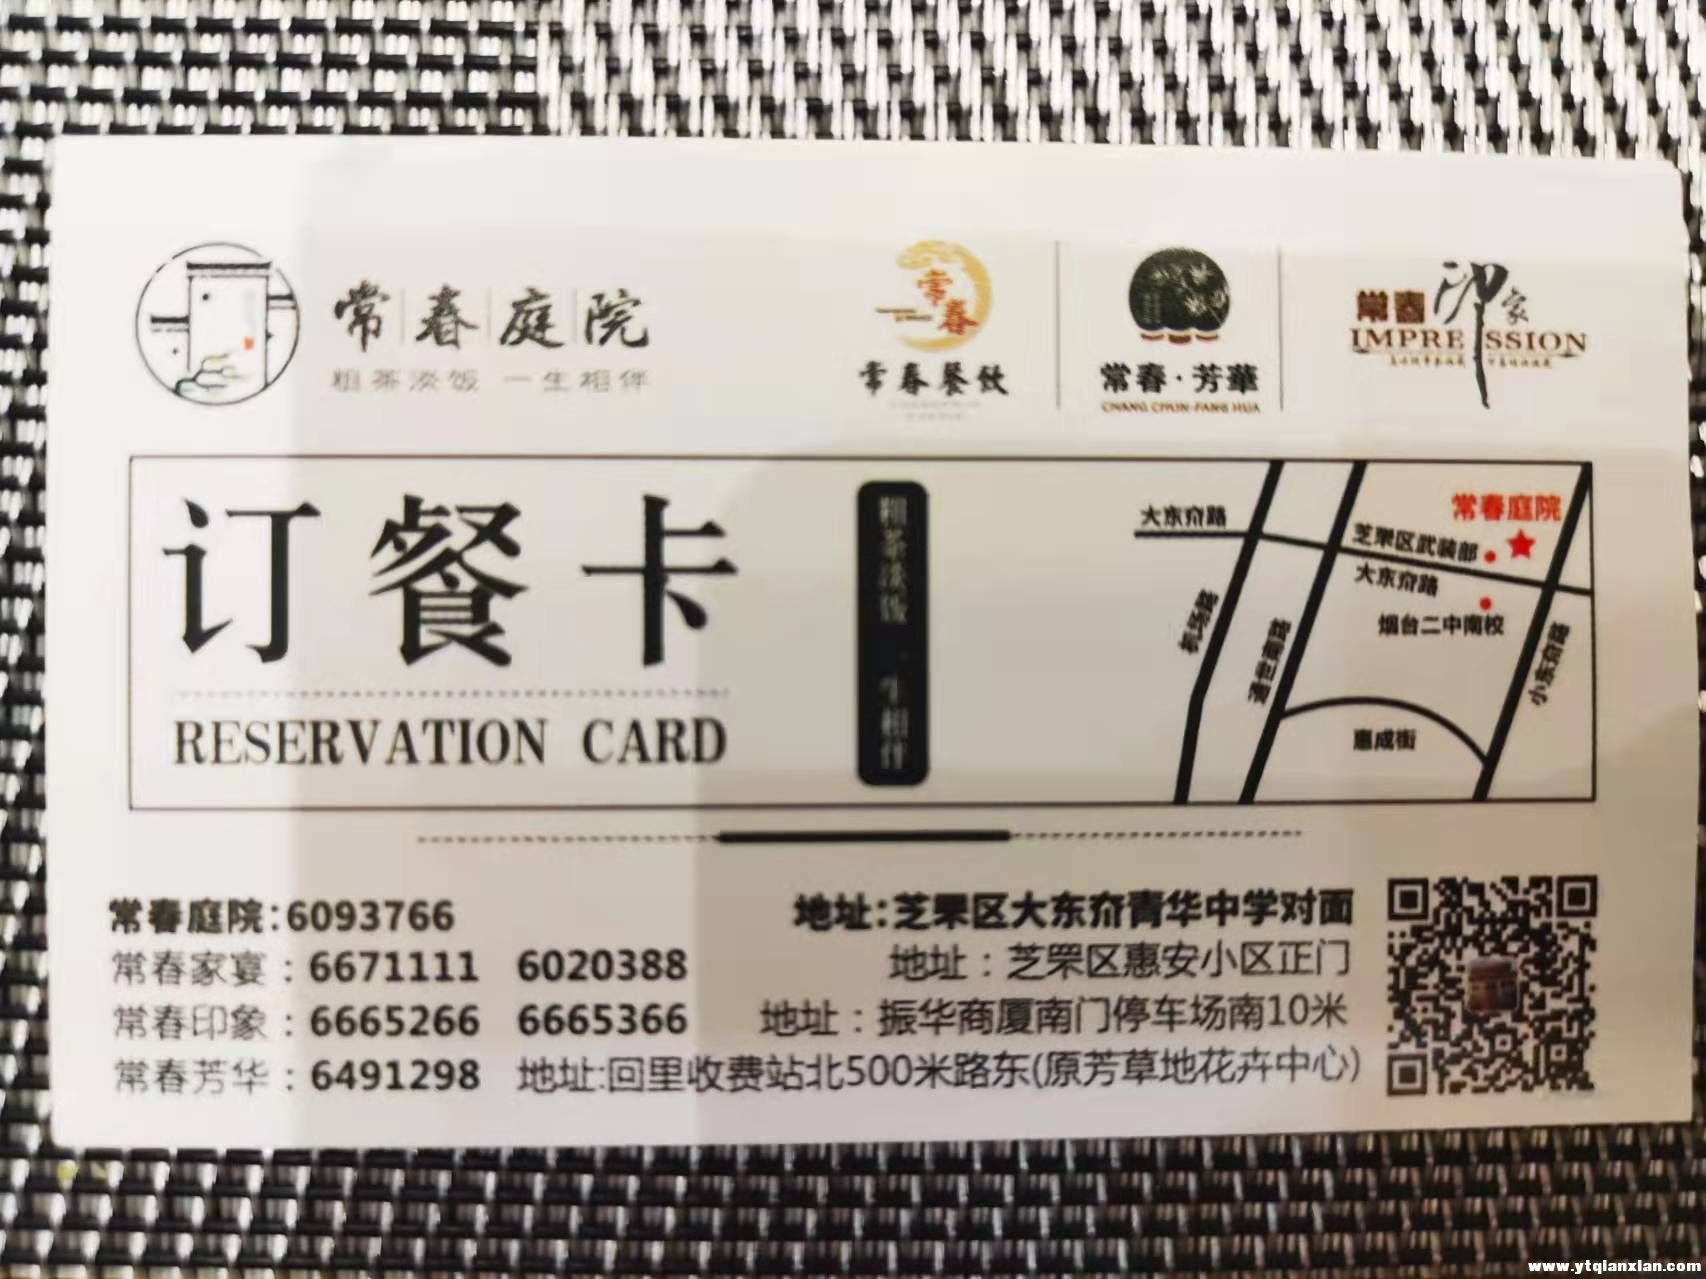 常春庭院
粗茶淡饭 一生相伴
常春
常春餐饮
常春·芳華
CHANG CHUN·FANG HUA
常春印象
IMPRESSION
订餐卡
RESERVATION CARD
粗茶淡饭 一生相伴
大东夼路
常春庭院
芝罘区武装部
大东夼路
烟台二中南校
机场路
通世南路
小东夼路
惠成街
常春庭院:6093766 地址:芝罘区大东夼青华中学对面
常春家宴：6671111 6020388 地址：芝罘区惠安小区正门
常春印象：6665266 6665366 地址：振华商厦南门停车场南10米
常春芳华：6491298 地址:回里收费站北500米路东(原芳草地花卉中心)
www.ytqianxian.com